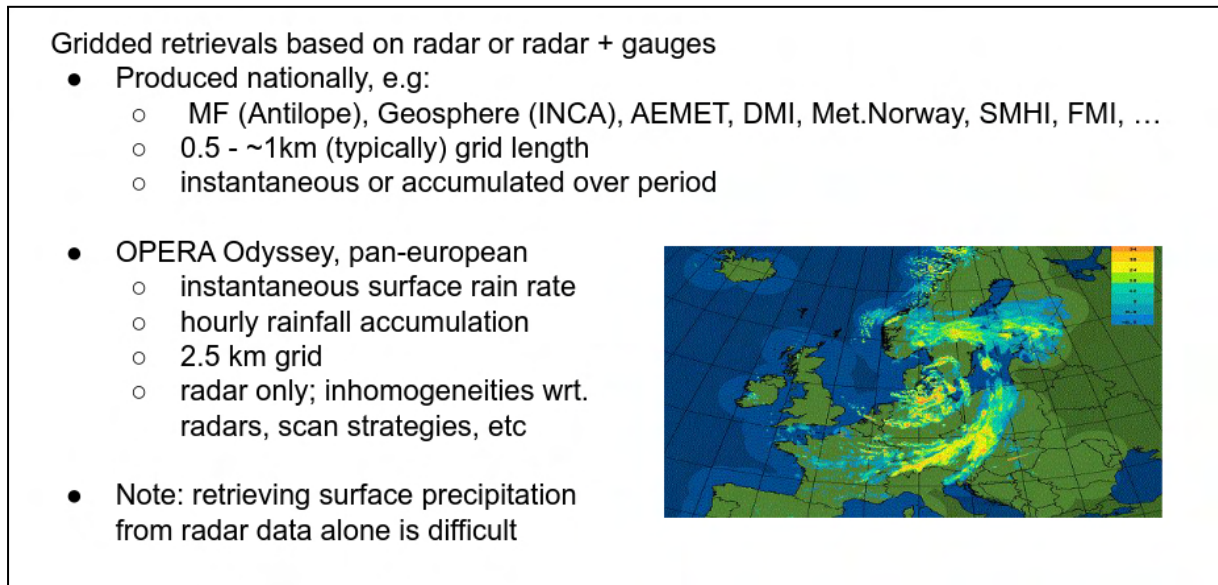 Gridded retrievals based on radar or radar + gauges
● Produced nationally, e.g:
○ MF (Antilope), Geosphere (INCA), AEMET, DMI, Met.Norway, SMHI, FMI, …
○ 0.5 - ~1km (typically) grid length
○ instantaneous or accumulated over period
● OPERA Odyssey, pan-european
○ instantaneous surface rain rate
○ hourly rainfall accumulation
○ 2.5 km grid
○ radar only; inhomogeneities wrt.
radars, scan strategies, etc
● Note: retrieving surface precipitation
from radar data alone is difficult